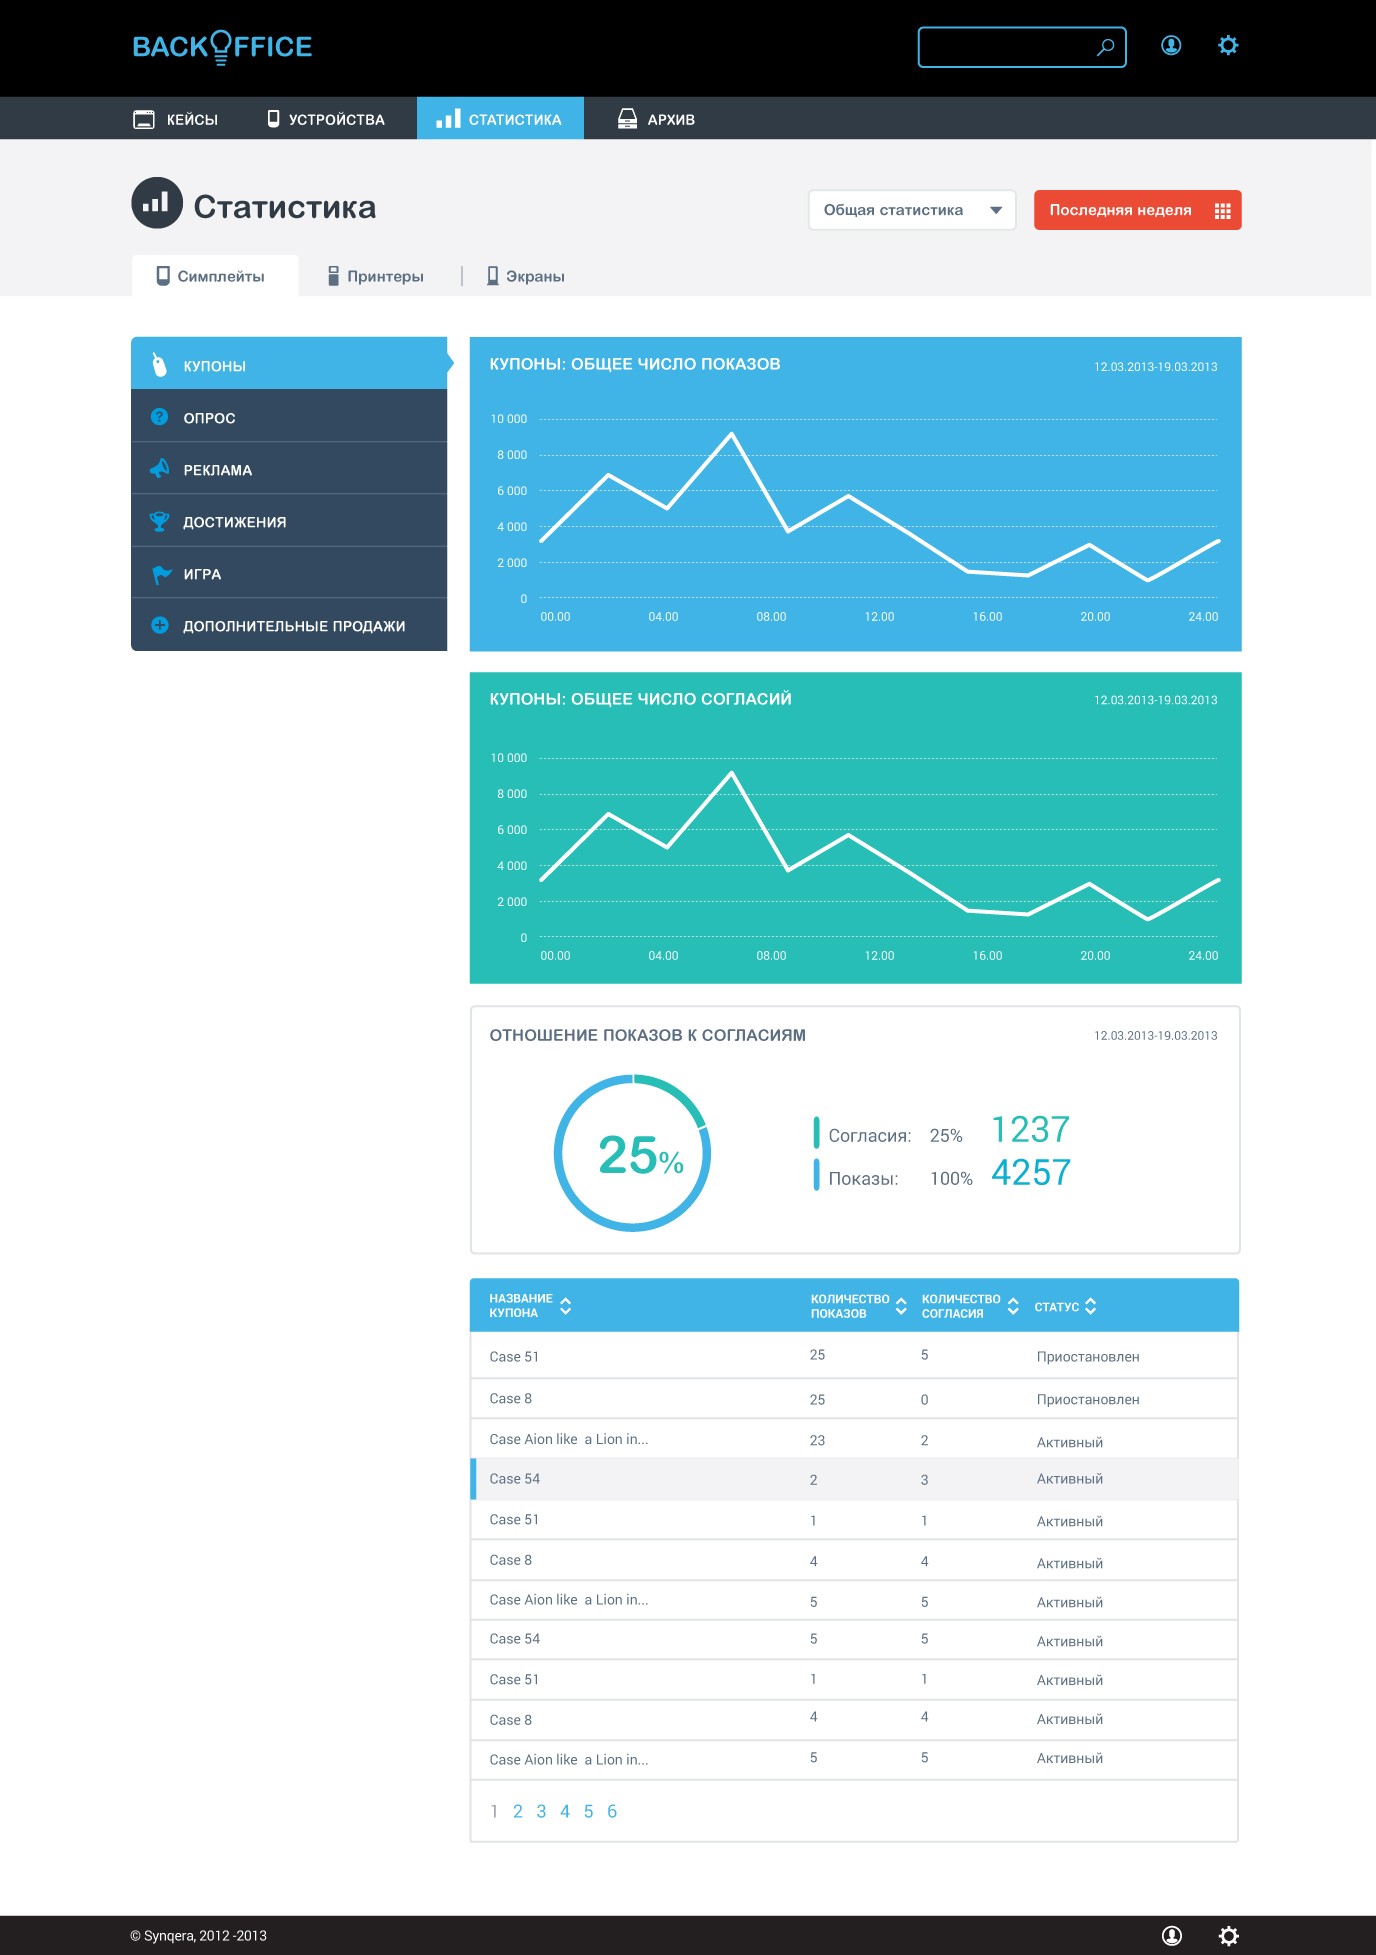 BACKOFFICE
КЕЙСЫ УСТРОЙСТВА СТАТИСТИКА АРХИВ
Статистика
Общая статистика
Последняя неделя
Симплейты Принтеры Экраны
КУПОНЫ
ОПРОС
РЕКЛАМА
ДОСТИЖЕНИЯ
ИГРА
ДОПОЛНИТЕЛЬНЫЕ ПРОДАЖИ
КУПОНЫ: ОБЩЕЕ ЧИСЛО ПОКАЗОВ 12.03.2013-19.03.2013
10 000
8 000
6 000
4 000
2 000
0
00.00 04.00 08.00 12.00 16.00 20.00 24.00
КУПОНЫ: ОБЩЕЕ ЧИСЛО СОГЛАСИЙ 12.03.2013-19.03.2013
10 000
8 000
6 000
4 000
2 000
0
00.00 04.00 08.00 12.00 16.00 20.00 24.00
ОТНОШЕНИЕ ПОКАЗОВ К СОГЛАСИЯМ 12.03.2013-19.03.2013
25%
Согласия: 25% 1237
Показы: 100% 4257
НАЗВАНИЕ КУПОНА
КОЛИЧЕСТВО ПОКАЗОВ
КОЛИЧЕСТВО СОГЛАСИЯ
СТАТУС
Case 51 25 5 Приостановлен
Case 8 25 0 Приостановлен
Case Aion like a Lion in... 23 2 Активный
Case 54 2 3 Активный
Case 51 1 1 Активный
Case 8 4 4 Активный
Case Aion like a Lion in... 5 5 Активный
Case 54 5 5 Активный
Case 51 1 1 Активный
Case 8 4 4 Активный
Case Aion like a Lion in... 5 5 Активный
1 2 3 4 5 6
© Synqera, 2012 -2013